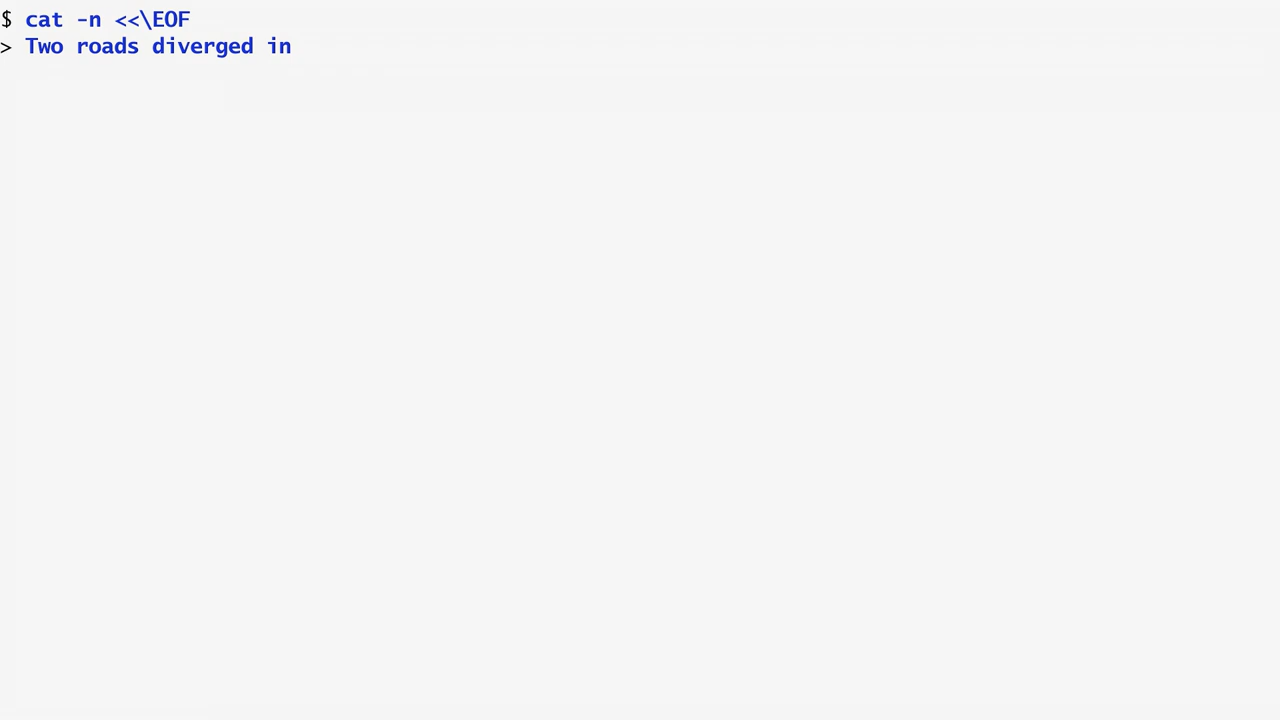 $ cat -n <<\EOF
> Two roads diverged in